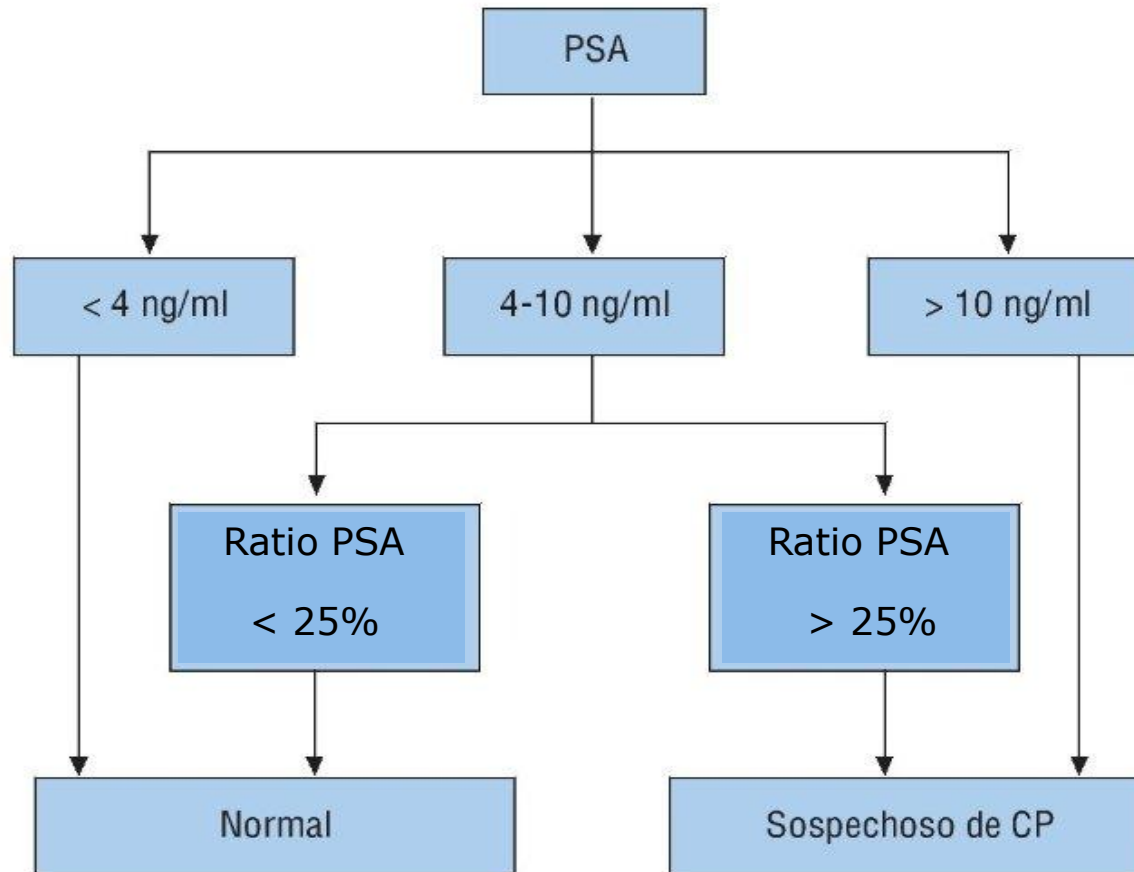 PSA
< 4 ng/ml
4-10 ng/ml
> 10 ng/ml
Ratio PSA
< 25%
Ratio PSA
> 25%
Normal
Sospechoso de CP